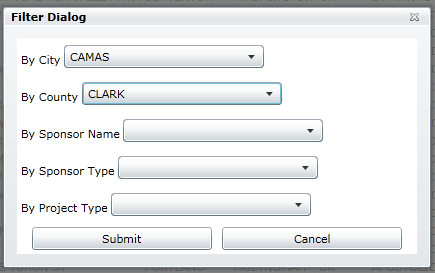 Filter Dialog
By City CAMAS
By County CLARK
By Sponsor Name
By Sponsor Type
By Project Type
Submit Cancel